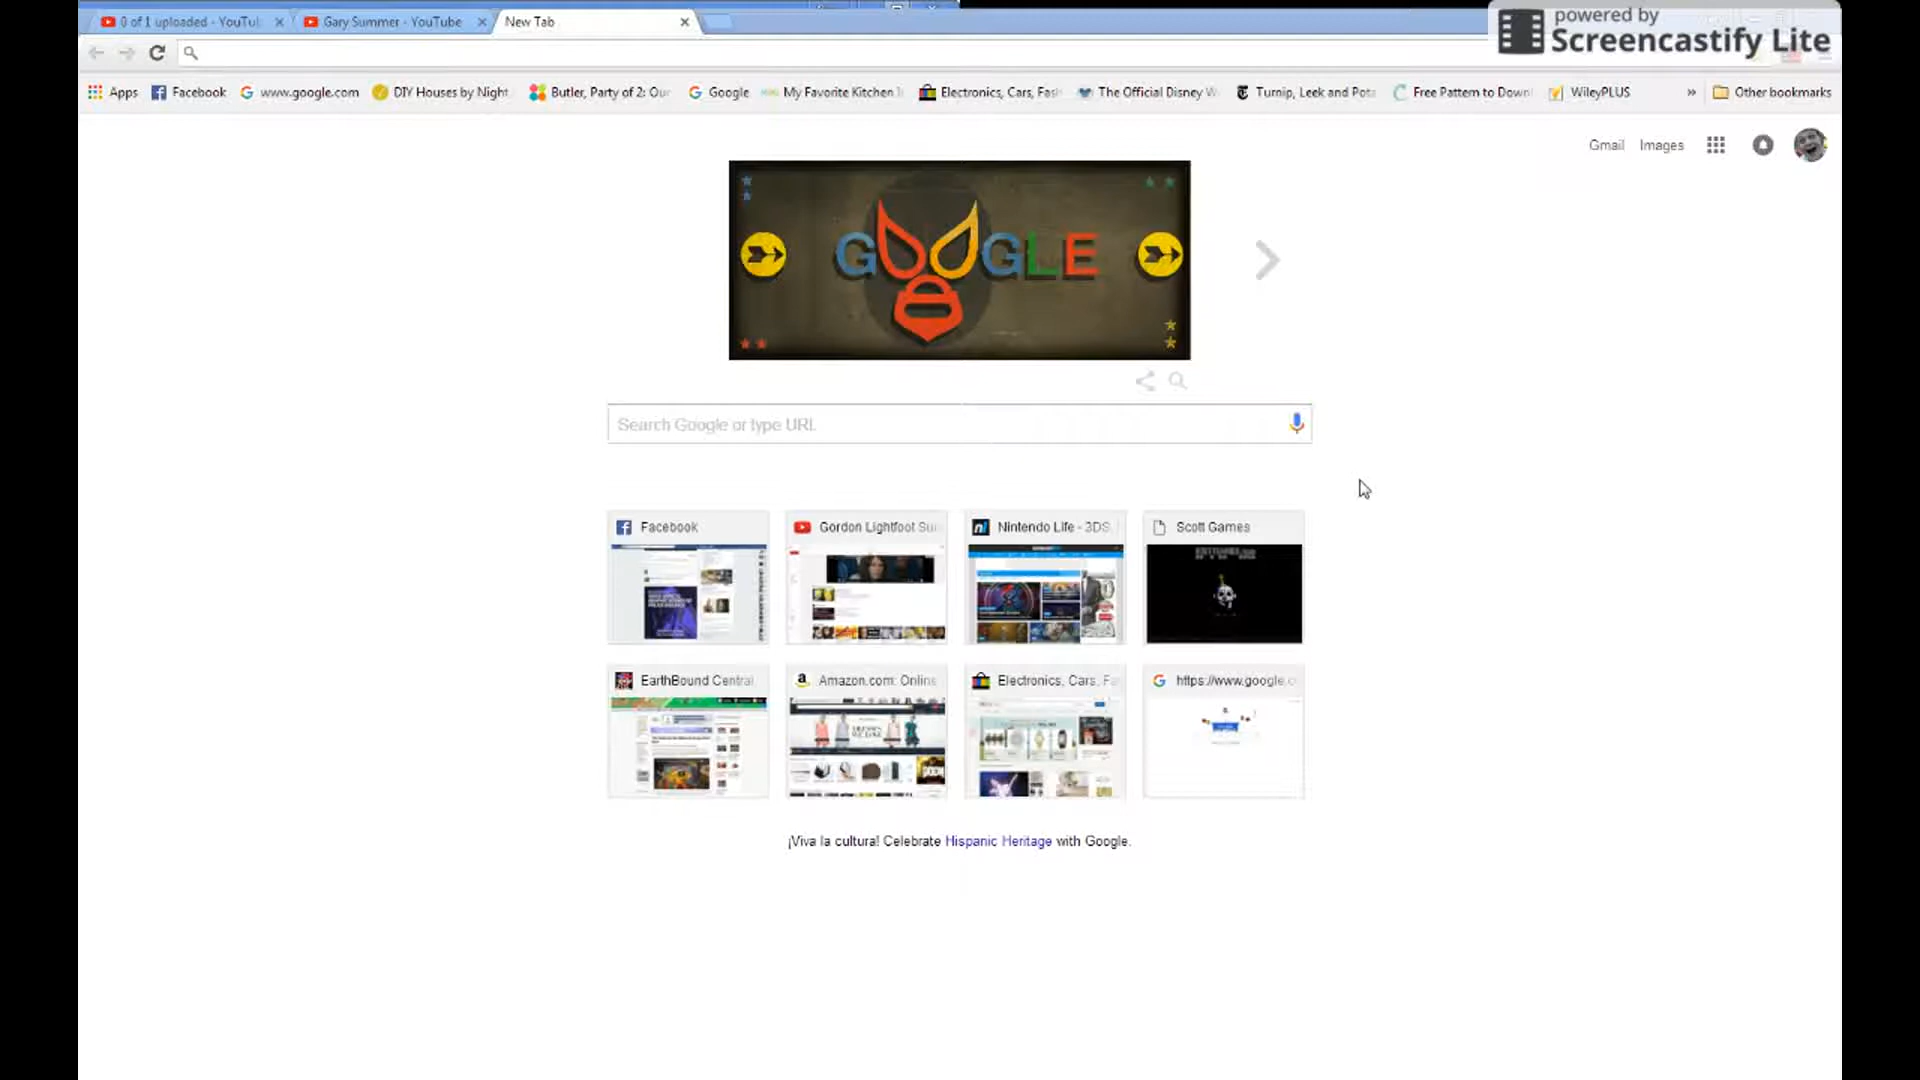 0 of 1 uploaded - YouTul
Gary Summer - YouTube
New Tab
powered by
Screencastify Lite
Apps
Facebook
www.google.com
DIY Houses by Night
Butler, Party of 2: Our
Google
My Favorite Kitchen
Electronics, Cars, Fash
The Official Disney W
Turnip, Leek and Pota
Free Pattern to Down
WileyPLUS
»
Other bookmarks
Gmail
Images
GOOGLE
Search Google or type URL
Facebook
Gordon Lightfoot Sun
Nintendo Life - 3DS,
Scott Games
EarthBound Central
Amazon.com: Online
Electronics, Cars, Fa
https://www.google.c
¡Viva la cultura! Celebrate Hispanic Heritage with Google.